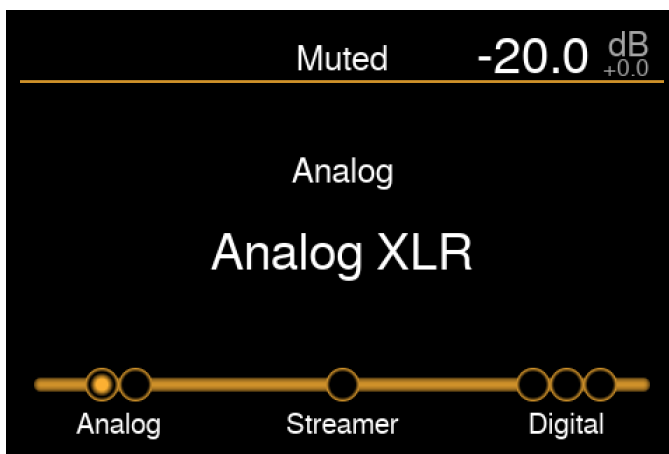 Muted -20.0 dB
+0.0
Analog
Analog XLR
Analog Streamer Digital